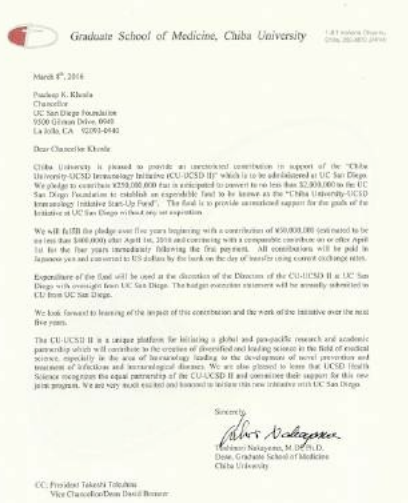 Graduate School of Medicine, Chiba University
March 8th, 2016
Pradeep K. Khosla
Chancellor
UC San Diego Foundation
9500 Gilman Drive, 0940
La Jolla, CA 92093-0940
Dear Chancellor Khosla
Chiba University is pleased to provide an unrestricted contribution in support of the "Chiba
University-UCSD Immunology Initiative (CU-UCSD II)" which is to be administered at UC San Diego.
We pledge to contribute ¥250,000,000 that is anticipated to convert to no less than $2,000,000 to the UC
San Diego Foundation to establish an expendable fund to be known as the "Chiba University-UCSD
Immunology Initiative Start-Up Fund". The fund is to provide unrestricted support for the goals of the
Initiative at UC San Diego without any set expiration.
We will fulfill the pledge over five years beginning with a contribution of ¥50,000,000 (estimated to be
no less than $400,000) after April 1st, 2016 and continuing with a comparable contribution on or after April
1st for the four years immediately following the first payment. All contributions will be paid in
Japanese yen and converted to US dollars by the bank on the day of transfer using current exchange rates.
Expenditure of the fund will be used at the discretion of the Directors of the CU-UCSD II at UC San
Diego with oversight from UC San Diego. The budget execution statement will be annually submitted to
CU from UC San Diego.
We look forward to learning of the impact of this contribution and the work of the initiative over the next
five years.
The CU-UCSD II is a unique platform for initiating a global and pan-pacific research and academic
partnership which will contribute to the creation of diversified and leading science in the field of medical
science, especially in the area of Immunology leading to the development of novel prevention and
treatment of infectious and immunological diseases. We are also pleased to learn that UCSD Health
Science recognizes the equal partnership of the CU-UCSD II and committee their support for this new
joint program. We are very much excited and honored to initiate this new initiative with UC San Diego.
Sincerely,
Toshinori Nakayama, M.D., Ph.D.
Dean, Graduate School of Medicine
Chiba University
CC: President Takeshi Tokuhisa
Vice Chancellor/Dean David Brenner